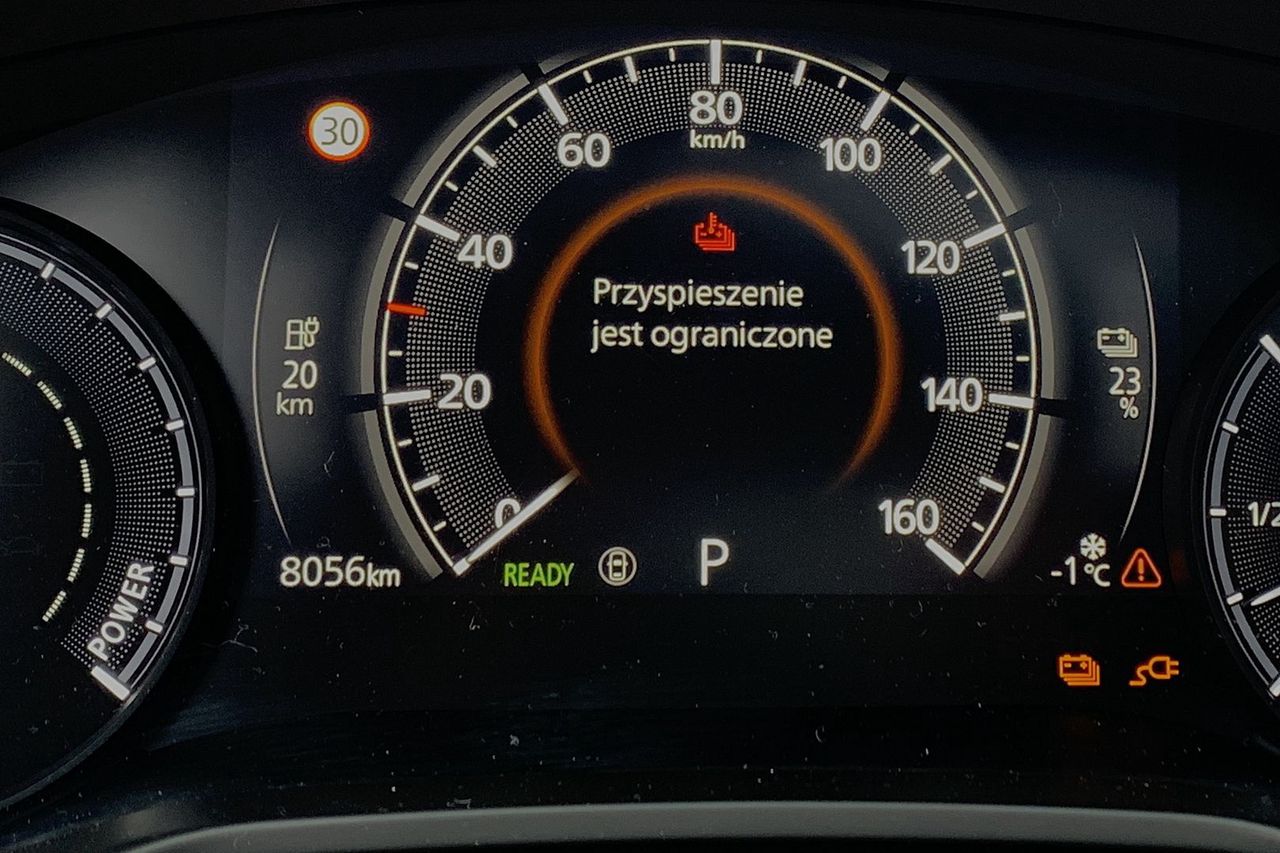 30
80
km/h
60
100
40
120
Przyspieszenie
jest ograniczone
20
km
20
140
23
%
0
160
8056km
READY
P
-1°C
POWER